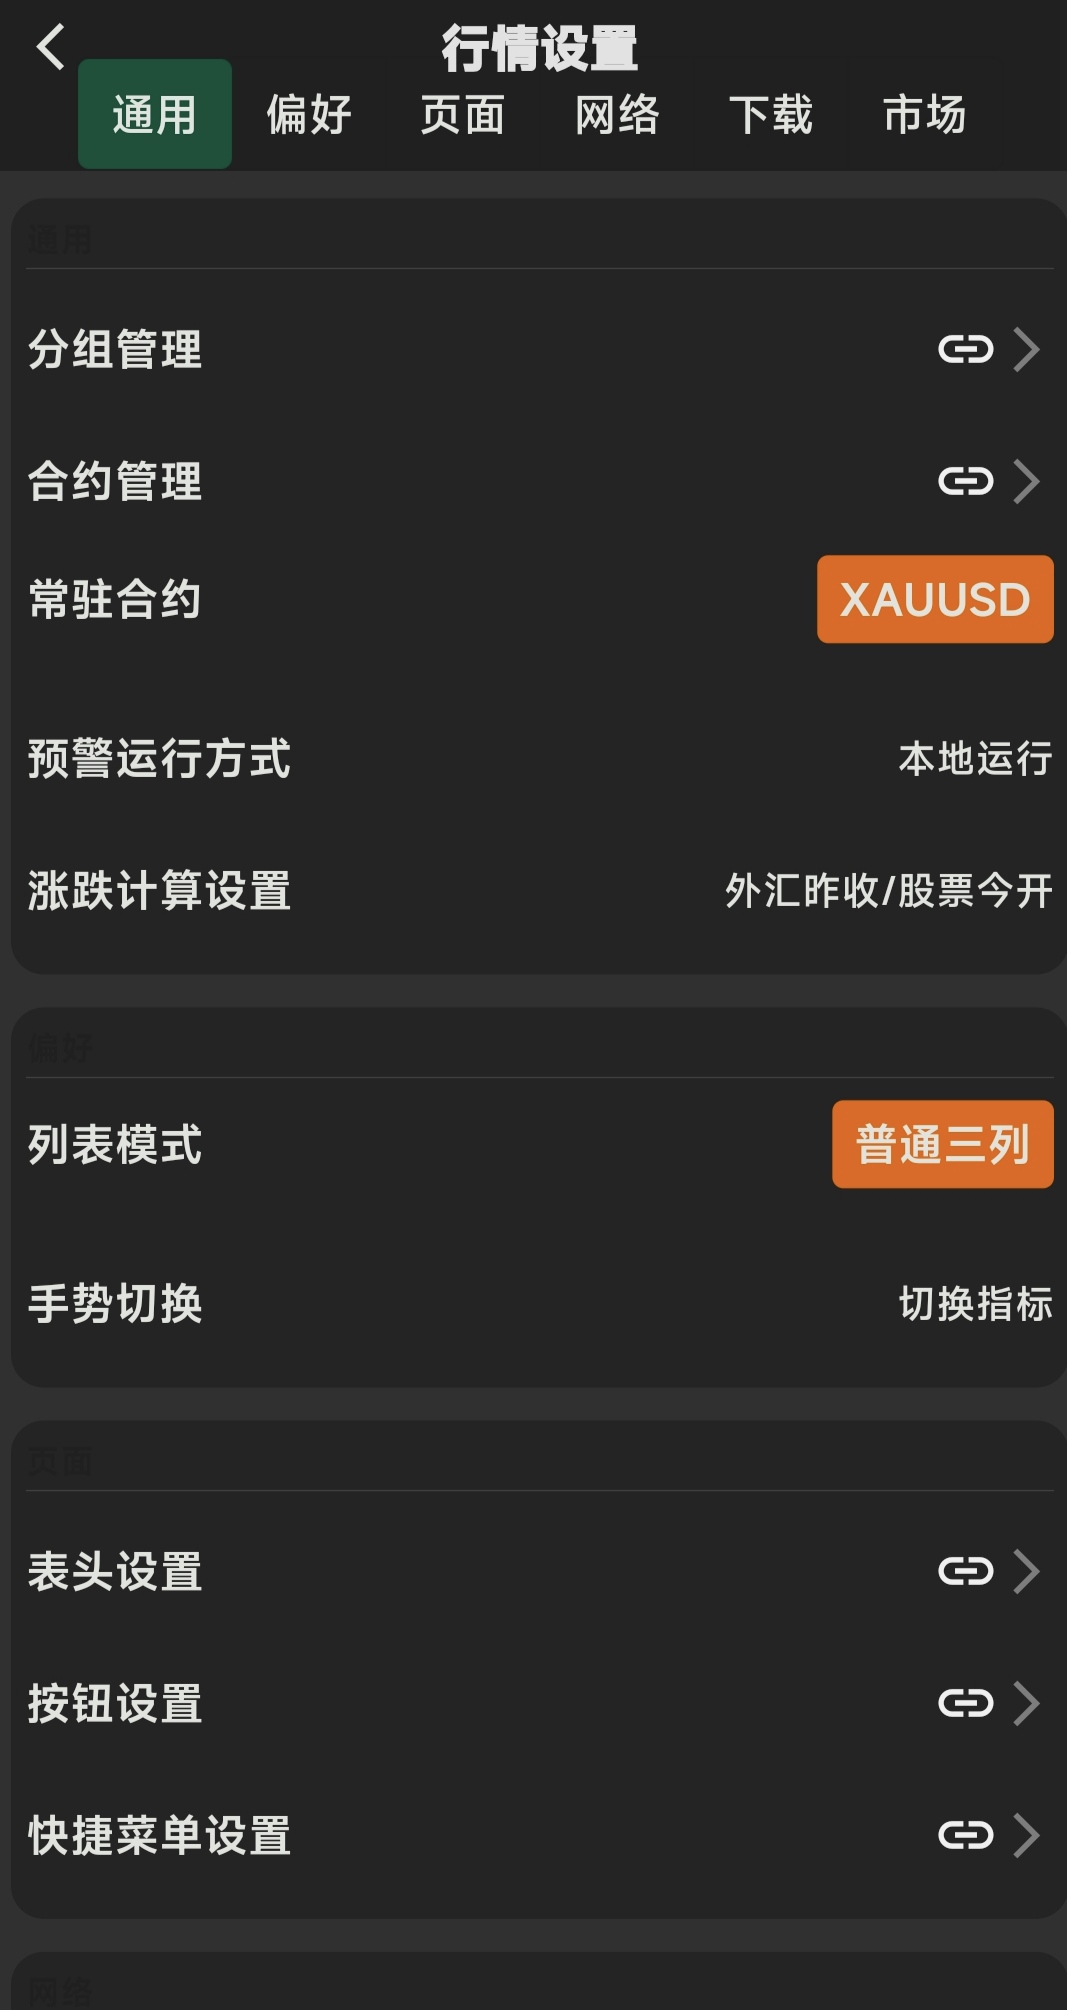 行情设置
通用 偏好 页面 网络 下载 市场
通用
分组管理
合约管理
常驻合约 XAUUSD
预警运行方式 本地运行
涨跌计算设置 外汇昨收/股票今开
偏好
列表模式 普通三列
手势切换 切换指标
页面
表头设置
按钮设置
快捷菜单设置
网络